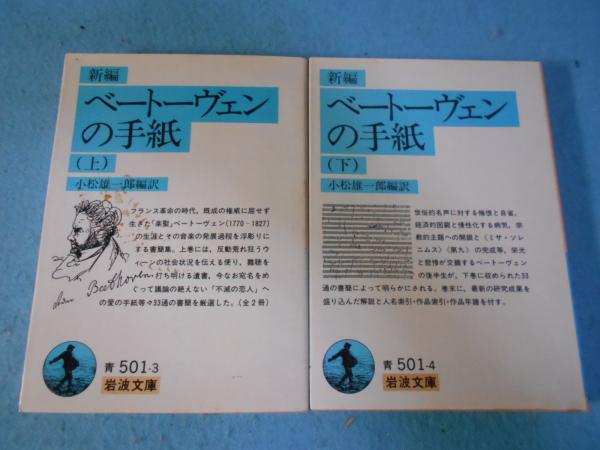 新編
ベートーヴェン
の手紙
(上)
小松雄一郎編訳
フランス革命の時代，既成の権威に屈せず
生きた「楽聖」ベートーヴェン(1770-1827)
の生涯とその音楽の発展過程を浮彫りに
する書簡集．上巻には，反動荒れ狂うウ
ィーンの社会状況を伝える便り，難聴を
打ち明ける遺書，今なお宛名をめ
ぐって議論の絶えない「不滅の恋人」へ
の愛の手紙等々33通の書簡を厳選した．(全2冊)
Beethoven
青 501-3
岩波文庫
新編
ベートーヴェン
の手紙
(下)
小松雄一郎編訳
世俗的名声に対する悔恨と自省，
経済的困窮と慢性化する病気，宗
教的主題への開眼と《ミサ・ソレ
ニムス》《第九》の完成等，栄光
と悲惨が交錯するベートーヴェン
の後半生が，下巻に収められた53
通の書簡によって明らかにされる．巻末に，最新の研究成果を
盛り込んだ解説と人名索引・作品索引・作品年譜を付す．
青 501-4
岩波文庫